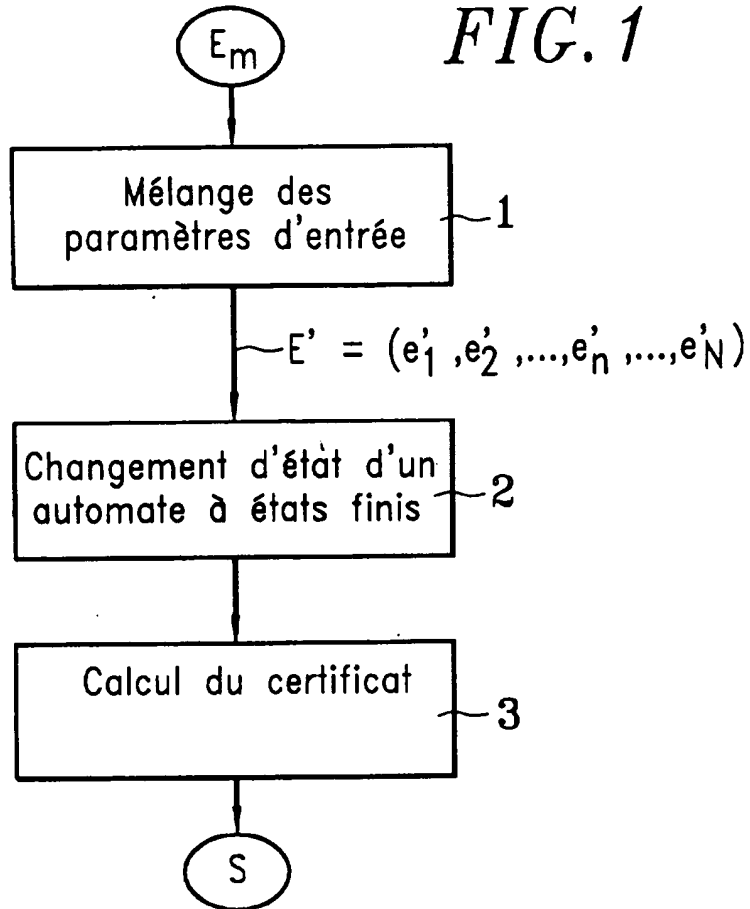 FIG. 1
Em
Mélange des
paramètres d'entrée
1
E' = (e'1 ,e'2 ,...,e'n ,...,e'N)
Changement d'état d'un
automate à états finis
2
Calcul du certificat
3
S